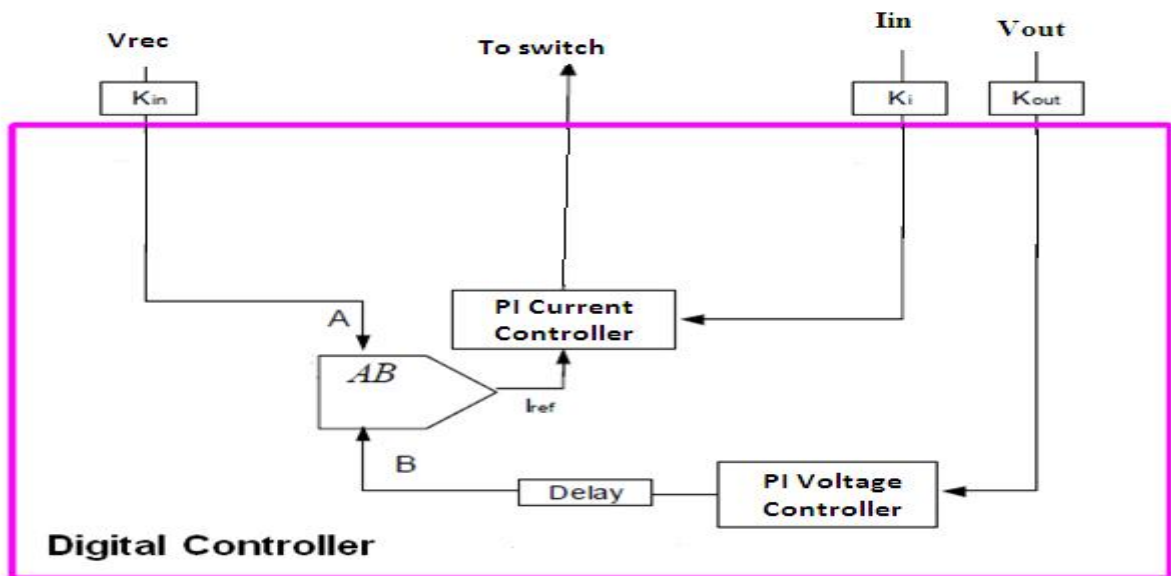 Vrec
To switch
Iin
Vout
Kin
Ki
Kout
PI Current
Controller
A
AB
Iref
B
Delay
PI Voltage
Controller
Digital Controller